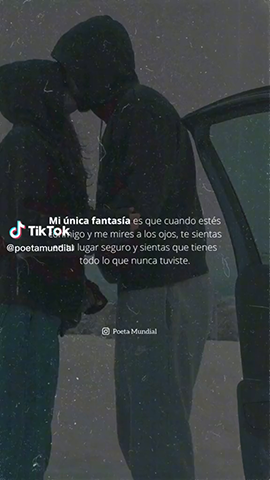 Mi única fantasía es que cuando estés
conmigo y me mires a los ojos, te sientas
lugar seguro y sientas que tienes
todo lo que nunca tuviste.
TikTok
@poetamundial
Poeta Mundial